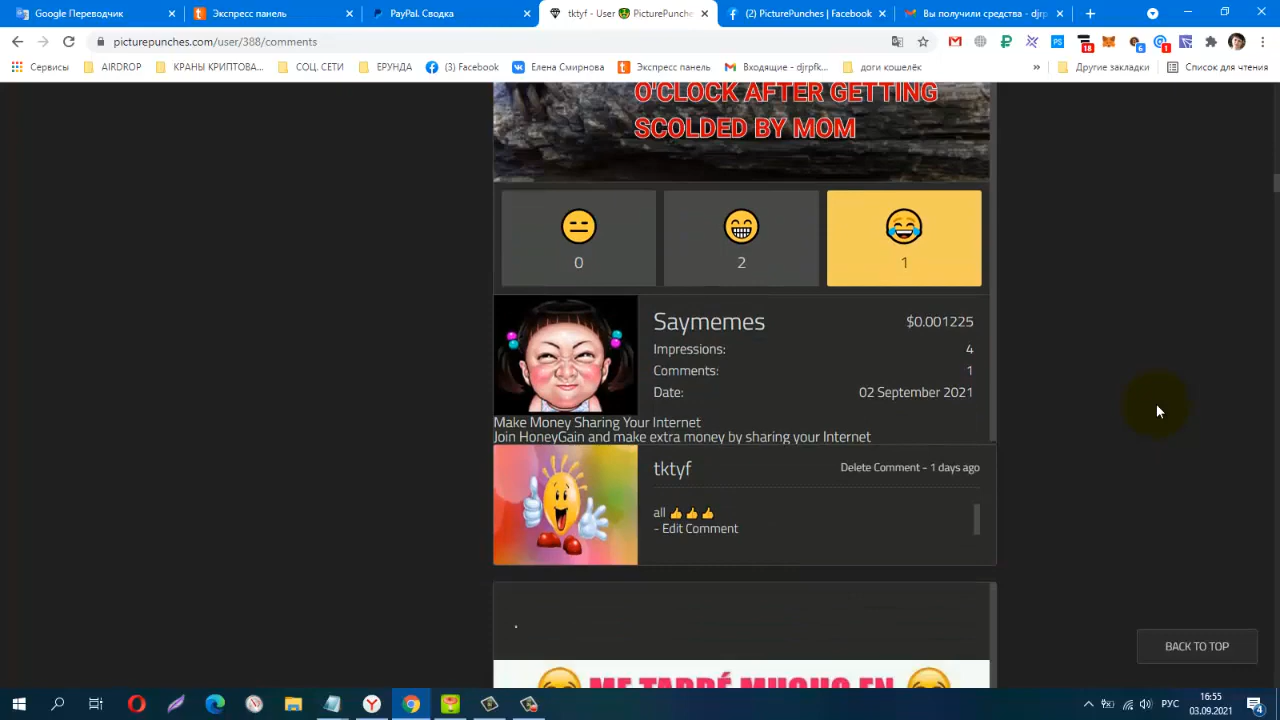 Google Переводчик
Экспресс панель
PayPal: Сводка
tktyf - User PicturePunche
(2) PicturePunches | Facebook
Вы получили средства - djrp
picturepunches.com/user/388/comments
Сервисы
AIRDROP
КРАНЫ КРИПТОВА...
СОЦ. СЕТИ
ЕРУНДА
(3) Facebook
Елена Смирнова
Экспресс панель
Входящие - djrpfk...
доги кошелёк
»
Другие закладки
Список для чтения
O'CLOCK AFTER GETTING
SCOLDED BY MOM
0
2
1
Saymemes
$0.001225
Impressions:
4
Comments:
1
Date:
02 September 2021
Make Money Sharing Your Internet
Join HoneyGain and make extra money by sharing your Internet
tktyf
Delete Comment - 1 days ago
all 👍👍👍
- Edit Comment
.
ME TARDÉ MUCHO EN
BACK TO TOP
РУС
16:55
03.09.2021